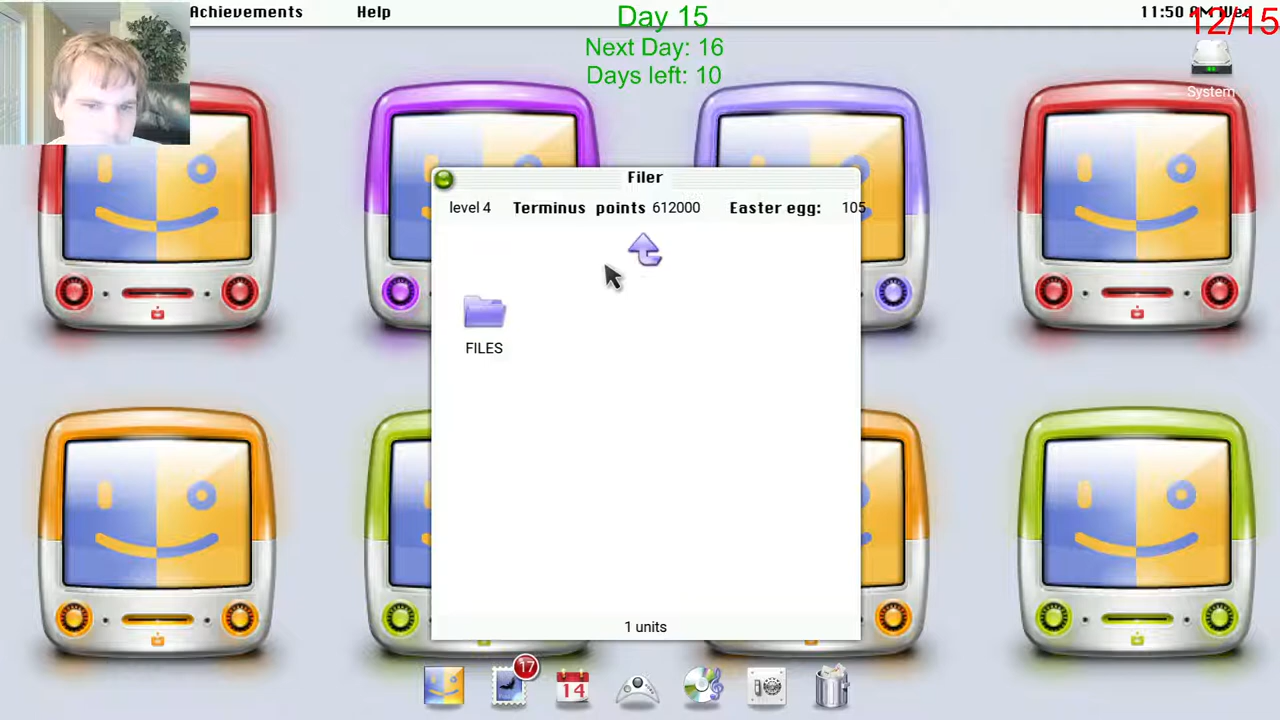 Achievements Help
Day 15
Next Day: 16
Days left: 10
11:50 AM Wed
12/15
System
Filer
level 4 Terminus points 612000 Easter egg: 105
FILES
1 units
17
14